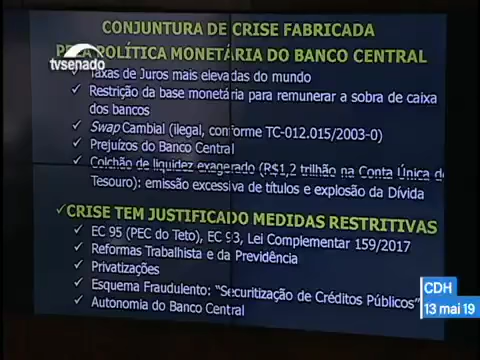 CONJUNTURA DE CRISE FABRICADA
PELA POLÍTICA MONETÁRIA DO BANCO CENTRAL
tvsenado
Taxas de Juros mais elevadas do mundo
Restrição da base monetária para remunerar a sobra de caixa
dos bancos
Swap Cambial (ilegal, conforme TC-012.015/2003-0)
Prejuízos do Banco Central
Colchão de liquidez exagerado (R$1,2 trilhão na Conta Única do
Tesouro): emissão excessiva de títulos e explosão da Dívida
CRISE TEM JUSTIFICADO MEDIDAS RESTRITIVAS
EC 95 (PEC do Teto), EC 93, Lei Complementar 159/2017
Reformas Trabalhista e da Previdência
Privatizações
Esquema Fraudulento: "Securitização de Créditos Públicos"
Autonomia do Banco Central
CDH
13 mai 19